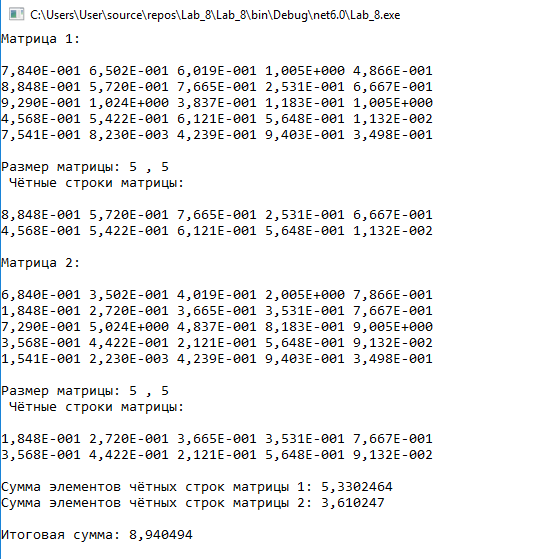 C:\Users\User\source\repos\Lab_8\Lab_8\bin\Debug\net6.0\Lab_8.exe
Матрица 1:
7,840E-001 6,502E-001 6,019E-001 1,005E+000 4,866E-001
8,848E-001 5,720E-001 7,665E-001 2,531E-001 6,667E-001
9,290E-001 1,024E+000 3,837E-001 1,183E-001 1,005E+000
4,568E-001 5,422E-001 6,121E-001 5,648E-001 1,132E-002
7,541E-001 8,230E-003 4,239E-001 9,403E-001 3,498E-001
Размер матрицы: 5 , 5
Чётные строки матрицы:
8,848E-001 5,720E-001 7,665E-001 2,531E-001 6,667E-001
4,568E-001 5,422E-001 6,121E-001 5,648E-001 1,132E-002
Матрица 2:
6,840E-001 3,502E-001 4,019E-001 2,005E+000 7,866E-001
1,848E-001 2,720E-001 3,665E-001 3,531E-001 7,667E-001
7,290E-001 5,024E+000 4,837E-001 8,183E-001 9,005E+000
3,568E-001 4,422E-001 2,121E-001 5,648E-001 9,132E-002
1,541E-001 2,230E-003 4,239E-001 9,403E-001 3,498E-001
Размер матрицы: 5 , 5
Чётные строки матрицы:
1,848E-001 2,720E-001 3,665E-001 3,531E-001 7,667E-001
3,568E-001 4,422E-001 2,121E-001 5,648E-001 9,132E-002
Сумма элементов чётных строк матрицы 1: 5,3302464
Сумма элементов чётных строк матрицы 2: 3,610247
Итоговая сумма: 8,940494